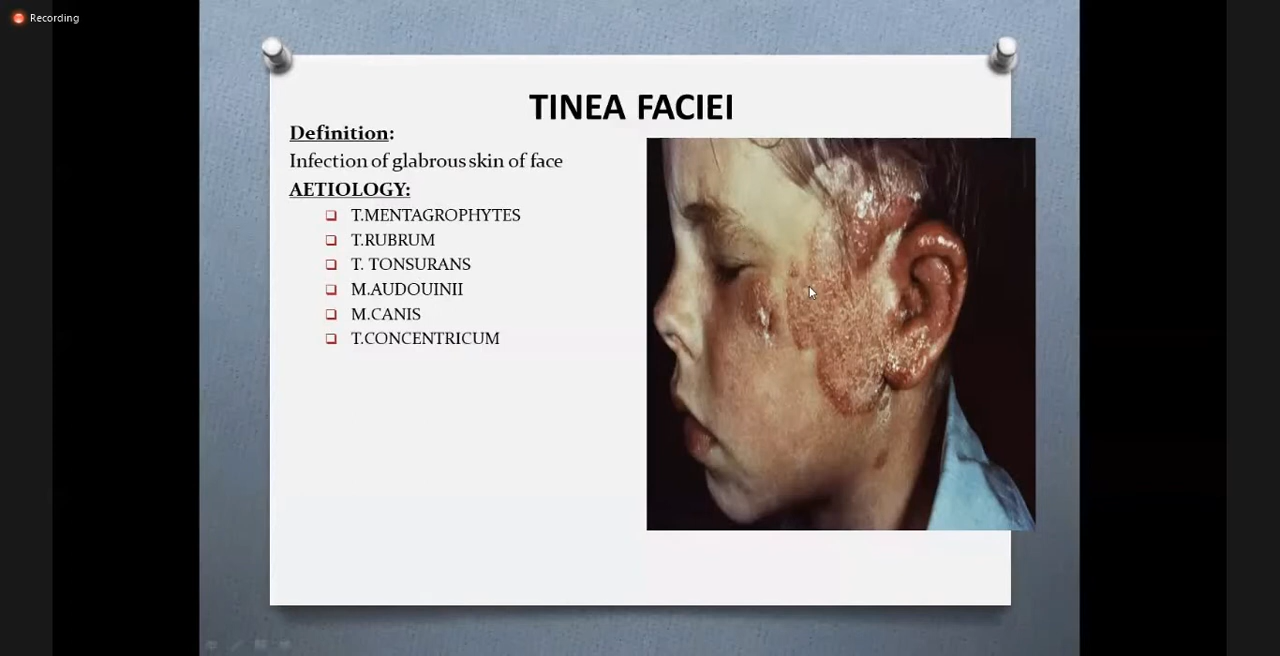 Recording
TINEA FACIEI
Definition:
Infection of glabrous skin of face
AETIOLOGY:
T.MENTAGROPHYTES
T.RUBRUM
T. TONSURANS
M.AUDOUINII
M.CANIS
T.CONCENTRICUM